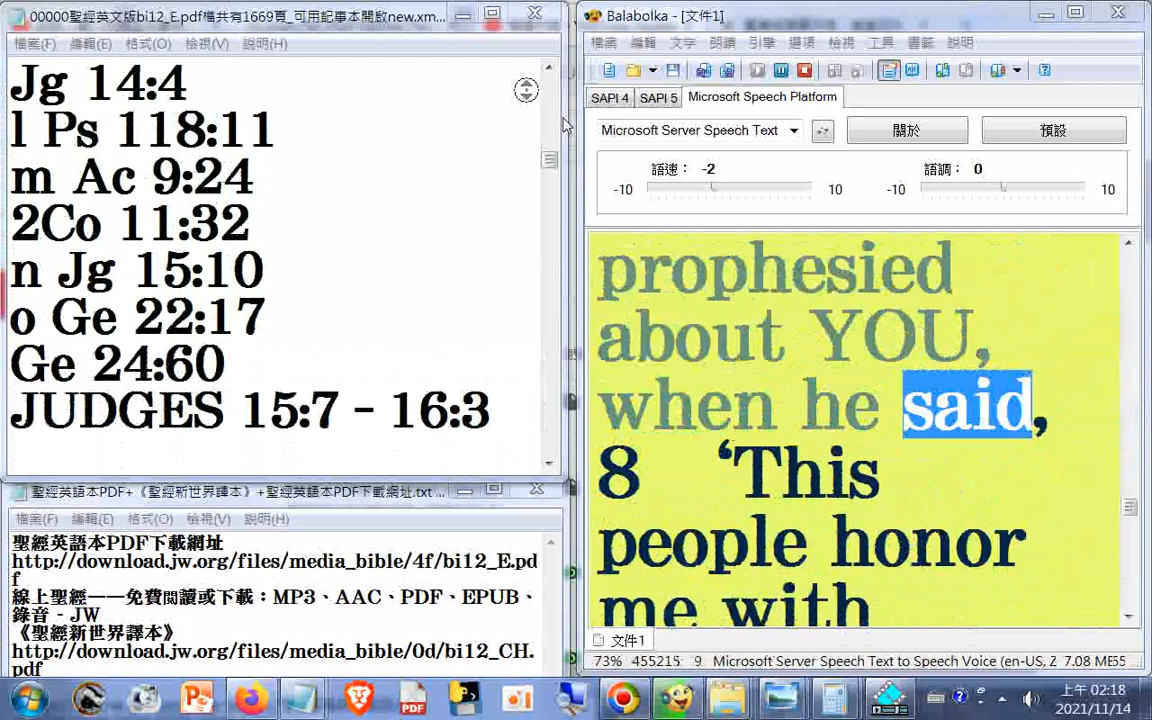 00000聖經英文版bi12_E.pdf檔共有1669頁_可用記事本開啟new.xm...
檔案(F) 編輯(E) 格式(O) 檢視(V) 說明(H)
Jg 14:4
l Ps 118:11
m Ac 9:24
2Co 11:32
n Jg 15:10
o Ge 22:17
Ge 24:60
JUDGES 15:7 – 16:3
聖經英語本PDF+《聖經新世界譯本》+聖經英語本PDF下載網址.txt ...
檔案(F) 編輯(E) 格式(O) 檢視(V) 說明(H)
聖經英語本PDF下載網址
http://download.jw.org/files/media_bible/4f/bi12_E.pd
f
線上聖經——免費閱讀或下載：MP3、AAC、PDF、EPUB、
錄音 - JW
《聖經新世界譯本》
http://download.jw.org/files/media_bible/0d/bi12_CH.
pdf
Balabolka - [文件1]
檔案 編輯 文字 朗讀 引擎 選項 檢視 工具 書籤 說明
SAPI 4 SAPI 5 Microsoft Speech Platform
Microsoft Server Speech Text 關於 預設
語速： -2 語調： 0
-10 10 -10 10
prophesied
about YOU,
when he said,
8 ‘This
people honor
me with
文件1
73% 455215 9 Microsoft Server Speech Text to Speech Voice (en-US, Z 7.08 ME55
PDF
上午 02:18
2021/11/14